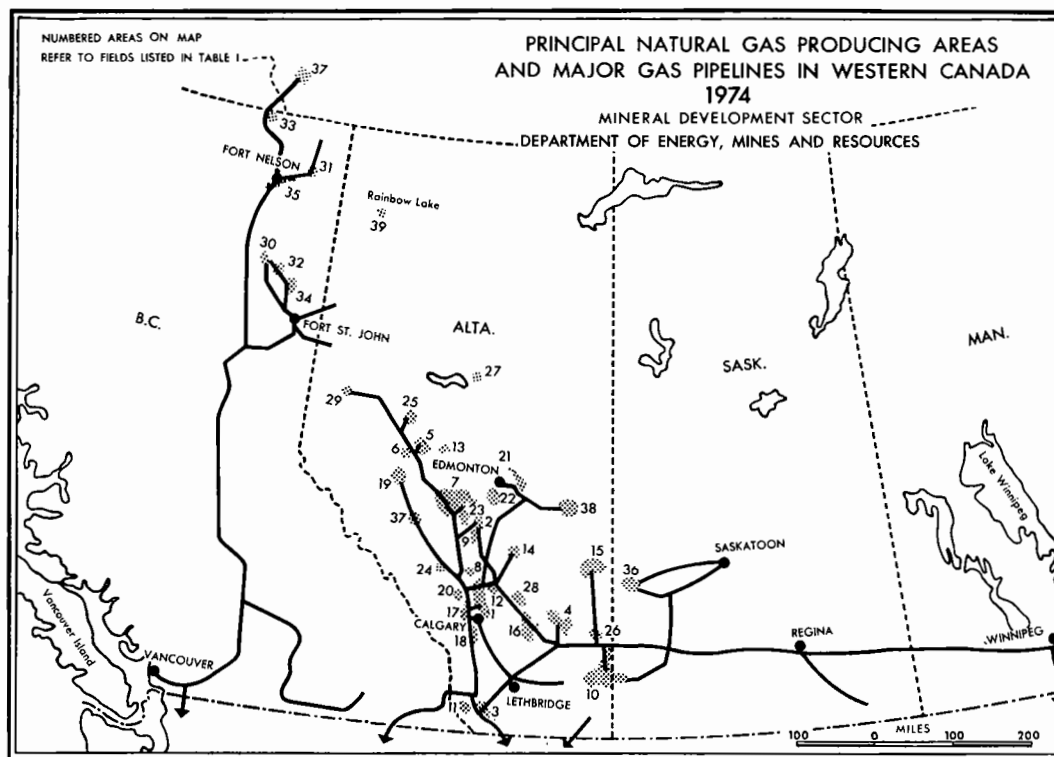 NUMBERED AREAS ON MAP
REFER TO FIELDS LISTED IN TABLE I
PRINCIPAL NATURAL GAS PRODUCING AREAS
AND MAJOR GAS PIPELINES IN WESTERN CANADA
1974
MINERAL DEVELOPMENT SECTOR
DEPARTMENT OF ENERGY, MINES AND RESOURCES
37
33
FORT NELSON
31
35
Rainbow Lake
39
30
32
34
FORT ST. JOHN
B.C.
ALTA.
SASK.
MAN.
27
29
25
5
6
13
EDMONTON
21
19
7
22
38
23
37
2
9
14
15
SASKATOON
36
24
8
20
12
28
17
1
4
CALGARY
16
26
18
REGINA
WINNIPEG
Lake Winnipeg
Vancouver Island
VANCOUVER
10
LETHBRIDGE
11
3
MILES
100 0 100 200